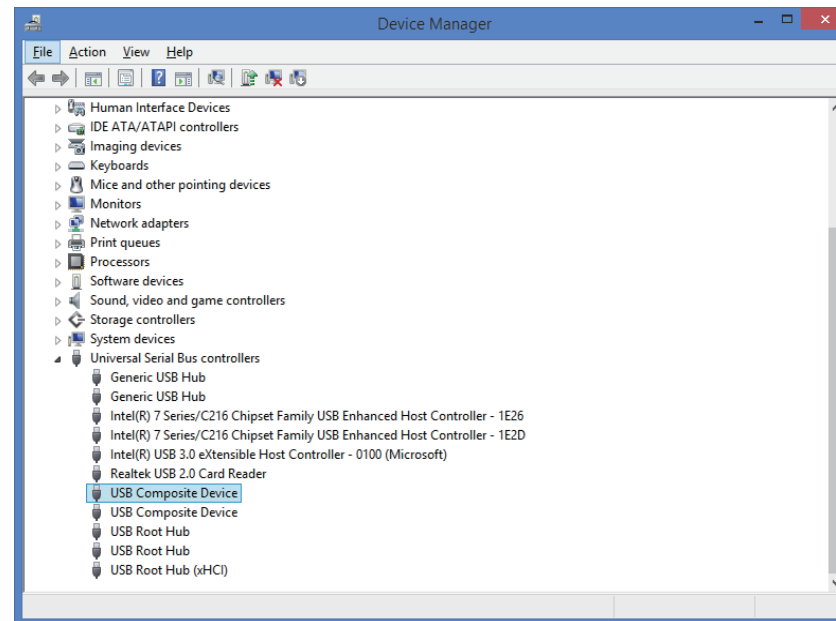 Device Manager
File Action View Help
Human Interface Devices
IDE ATA/ATAPI controllers
Imaging devices
Keyboards
Mice and other pointing devices
Monitors
Network adapters
Print queues
Processors
Software devices
Sound, video and game controllers
Storage controllers
System devices
Universal Serial Bus controllers
Generic USB Hub
Generic USB Hub
Intel(R) 7 Series/C216 Chipset Family USB Enhanced Host Controller - 1E26
Intel(R) 7 Series/C216 Chipset Family USB Enhanced Host Controller - 1E2D
Intel(R) USB 3.0 eXtensible Host Controller - 0100 (Microsoft)
Realtek USB 2.0 Card Reader
USB Composite Device
USB Composite Device
USB Root Hub
USB Root Hub
USB Root Hub (xHCI)